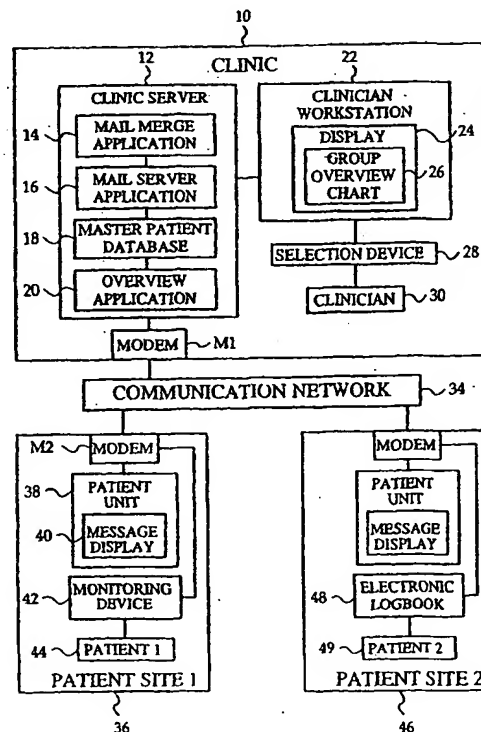 10
CLINIC
12
CLINIC SERVER
14
MAIL MERGE
APPLICATION
16
MAIL SERVER
APPLICATION
18
MASTER PATIENT
DATABASE
20
OVERVIEW
APPLICATION
22
CLINICIAN
WORKSTATION
DISPLAY
24
GROUP
OVERVIEW
CHART
26
SELECTION DEVICE
28
CLINICIAN
30
MODEM
M1
COMMUNICATION NETWORK
34
M2
MODEM
38
PATIENT
UNIT
40
MESSAGE
DISPLAY
42
MONITORING
DEVICE
44
PATIENT 1
PATIENT SITE 1
36
MODEM
PATIENT
UNIT
MESSAGE
DISPLAY
48
ELECTRONIC
LOGBOOK
49
PATIENT 2
PATIENT SITE 2
46